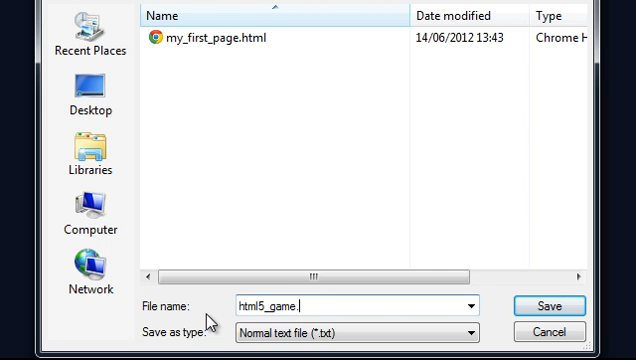 Name Date modified Type
my_first_page.html 14/06/2012 13:43 Chrome H
Recent Places
Desktop
Libraries
Computer
Network
File name: html5_game. Save
Save as type: Normal text file (*.txt) Cancel